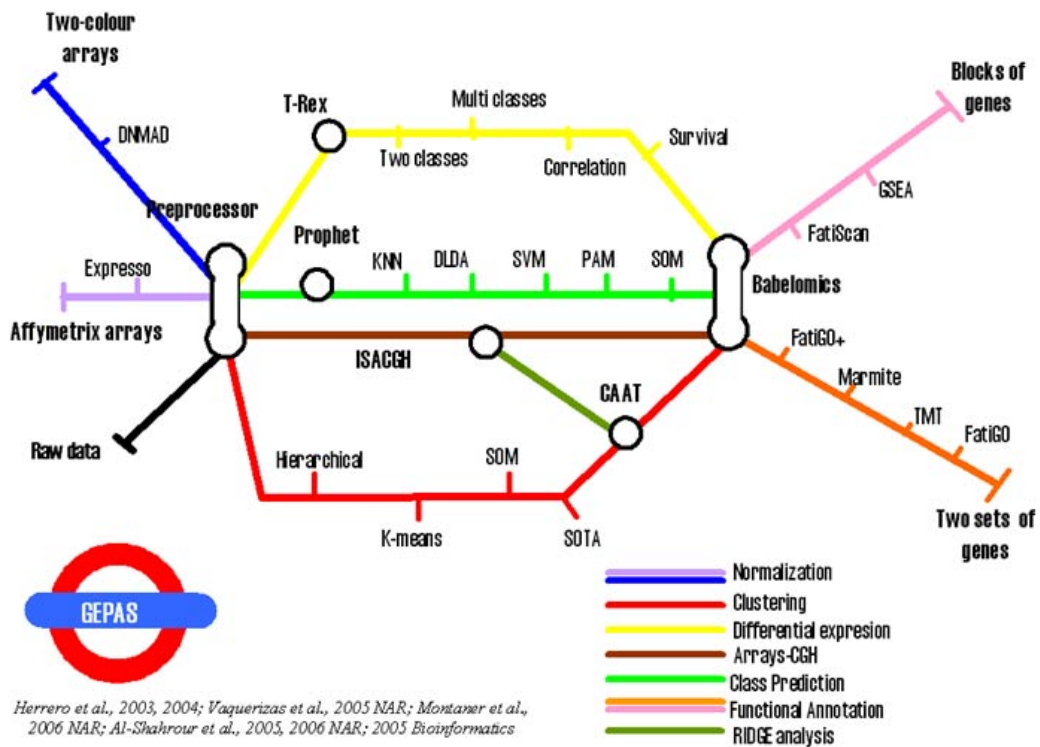 Two-colour
arrays
Blocks of
genes
Multi classes
T-Rex
DNMAD
Two classes
Correlation
Survival
GSEA
Preprocessor
FatiScan
Prophet
KNN
DLDA
SVM
PAM
SOM
Expresso
Babelomics
Affymetrix arrays
ISACGH
FatiGO+
CAAT
Marmite
TMT
FatiGO
Raw data
Hierarchical
SOM
K-means
SOTA
Two sets of
genes
GEPAS
Normalization
Clustering
Differential expresion
Arrays-CGH
Class Prediction
Functional Annotation
RIDGE analysis
Herrero et al., 2003, 2004; Vaquerizas et al., 2005 NAR; Montaner et al.,
2006 NAR; Al-Shahrour et al., 2005, 2006 NAR; 2005 Bioinformatics